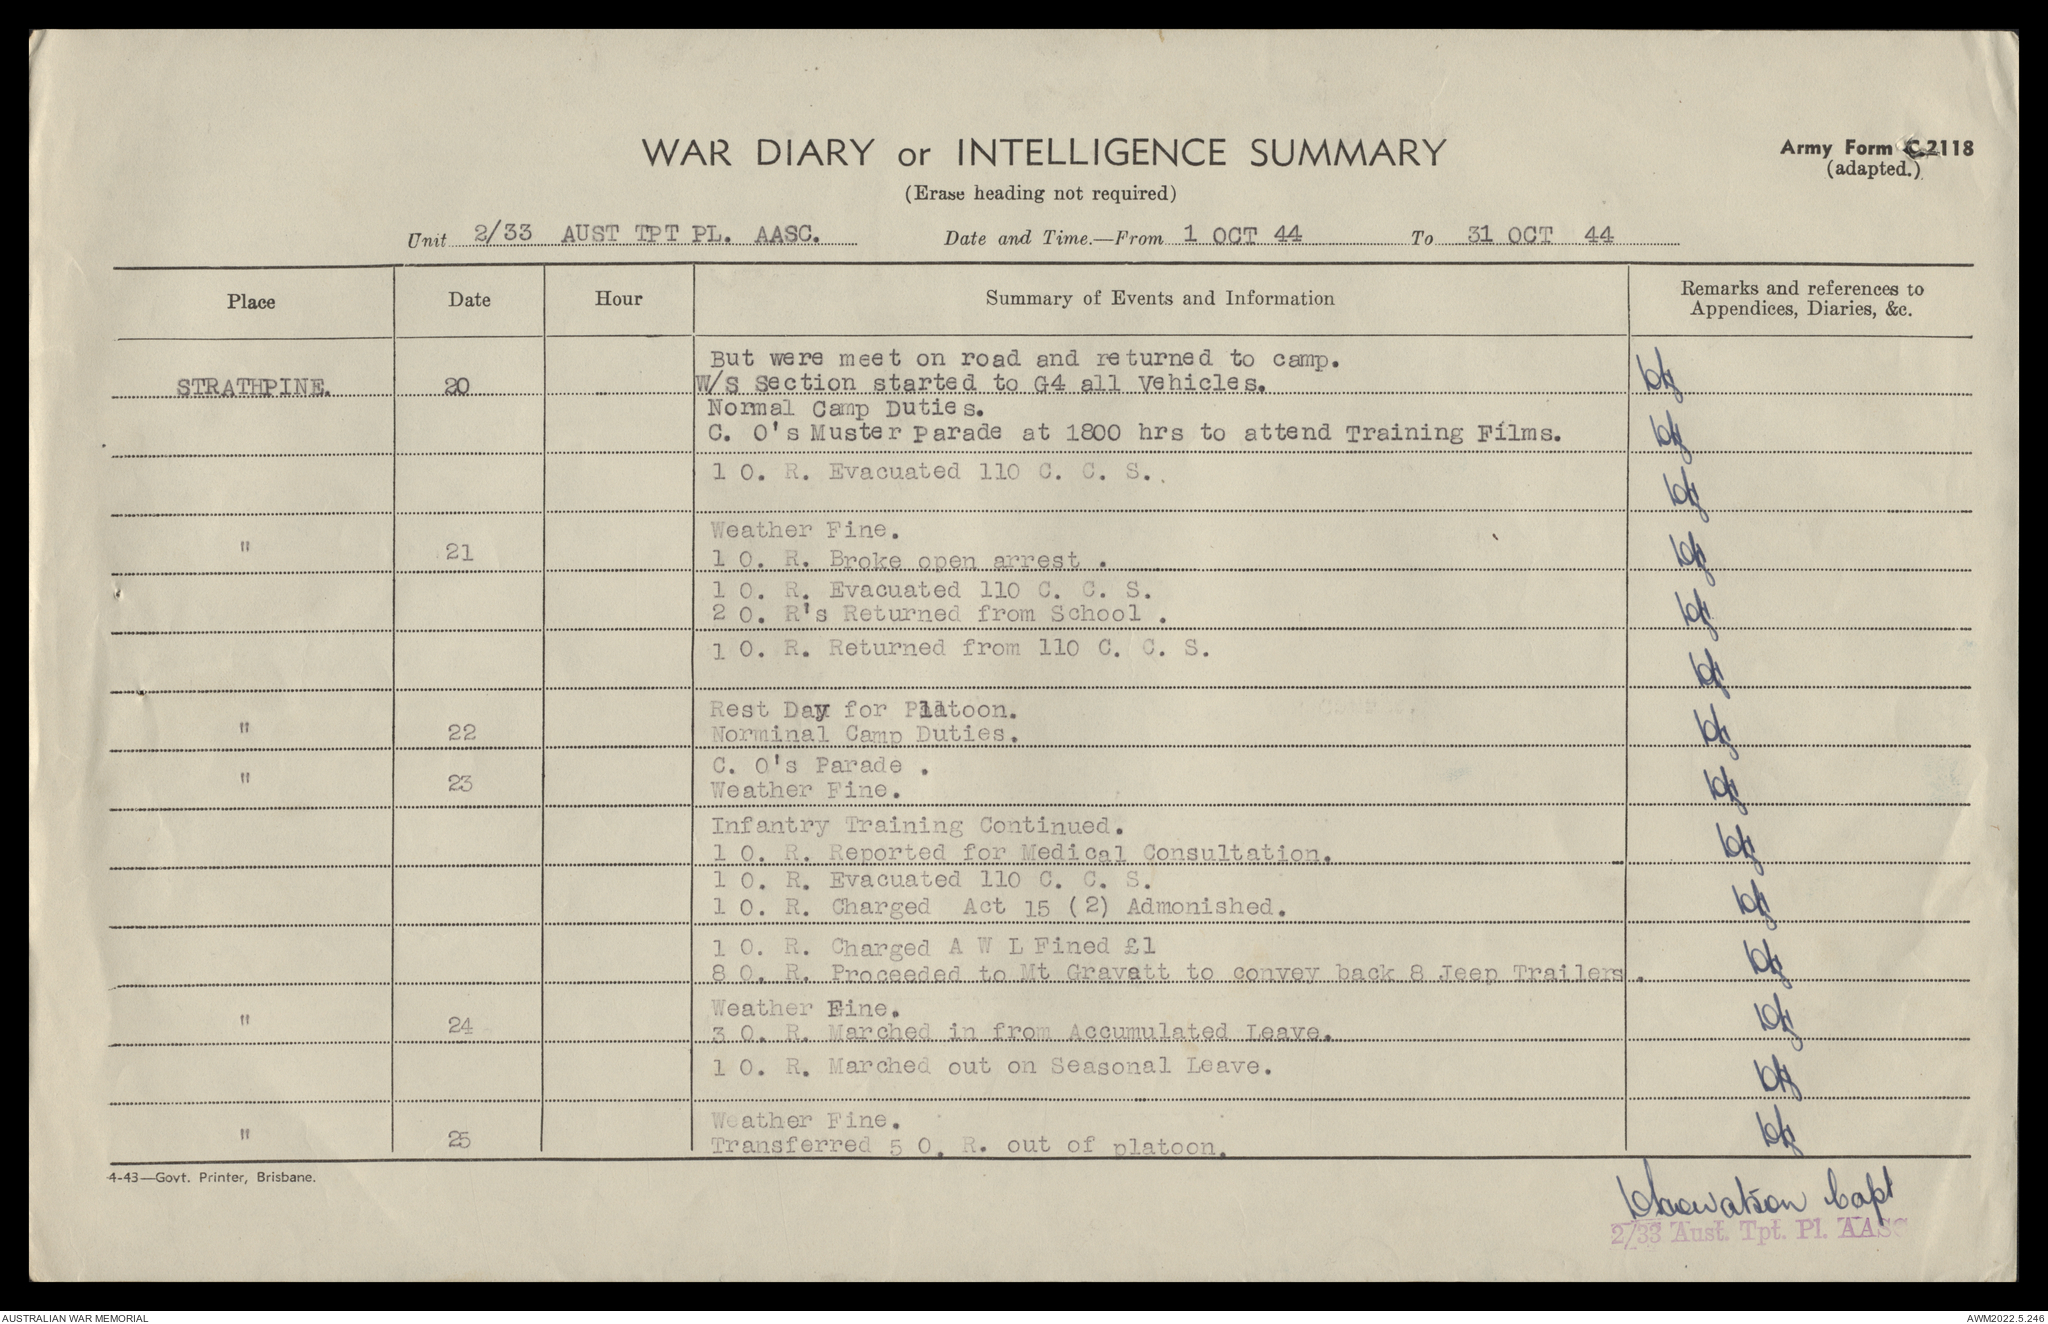 WAR DIARY or INTELLIGENCE SUMMARY
Army Form C.2118
(adapted.)
(Erase heading not required)
Unit 2/33 AUST TPT PL. AASC. Date and Time.—From 1 OCT 44 To 31 OCT 44
Place Date Hour Summary of Events and Information Remarks and references to Appendices, Diaries, &c.
But were meet on road and returned to camp.
STRATHPINE. 20 W/S Section started to G4 all Vehicles.
Normal Camp Duties.
C. O's Muster Parade at 1800 hrs to attend Training Films.
1 O. R. Evacuated 110 C. C. S..
Weather Fine.
" 21 1 O. R. Broke open arrest .
1 O. R. Evacuated 110 C. C. S.
2 O. R's Returned from School .
1 O. R. Returned from 110 C. C. S.
Rest Day for Platoon.
" 22 Norminal Camp Duties.
C. O's Parade .
" 23 Weather Fine.
Infantry Training Continued.
1 O. R. Reported for Medical Consultation.
1 O. R. Evacuated 110 C. C. S.
1 O. R. Charged Act 15 (2) Admonished.
1 O. R. Charged A W L Fined £1
8 O. R. Proceeded to Mt Gravatt to convey back 8 Jeep Trailers.
Weather Fine.
" 24 3 O. R. Marched in from Accumulated Leave.
1 O. R. Marched out on Seasonal Leave.
Weather Fine.
" 25 Transferred 5 O. R. out of platoon.
4-43—Govt. Printer, Brisbane.
Capt
2/33 Aust. Tpt. Pl. AASC
AUSTRALIAN WAR MEMORIAL
AWM2022.5.246